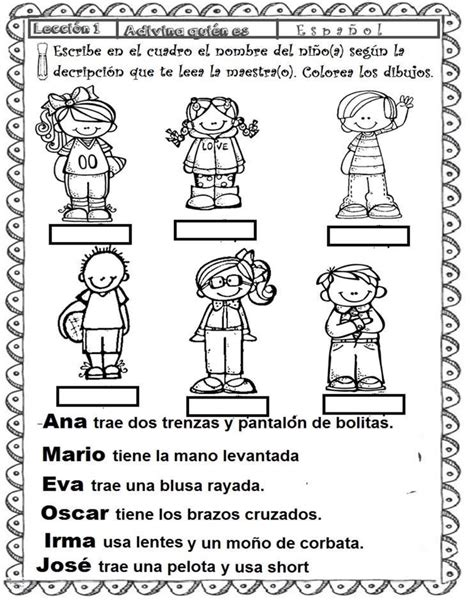 Lección 1 Adivina quién es Español
Escribe en el cuadro el nombre del niño(a) según la
decripción que te leea la maestra(o). Colorea los dibujos.
00
LOVE
-Ana trae dos trenzas y pantalón de bolitas.
Mario tiene la mano levantada
Eva trae una blusa rayada.
Oscar tiene los brazos cruzados.
Irma usa lentes y un moño de corbata.
José trae una pelota y usa short